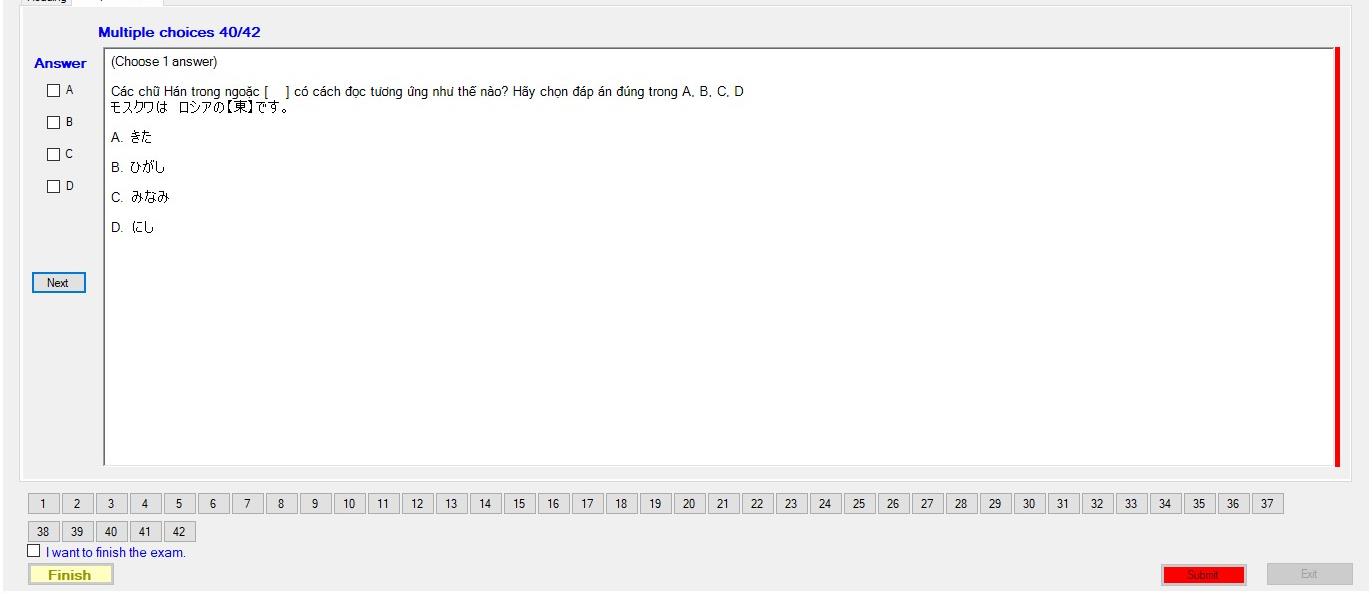 Multiple choices 40/42
Answer
(Choose 1 answer)
A
B
C
D
Các chữ Hán trong ngoặc [ ] có cách đọc tương ứng như thế nào? Hãy chọn đáp án đúng trong A, B, C, D
モスクワは ロシアの【東】です。
A. きた
B. ひがし
C. みなみ
D. にし
Next
1 2 3 4 5 6 7 8 9 10 11 12 13 14 15 16 17 18 19 20 21 22 23 24 25 26 27 28 29 30 31 32 33 34 35 36 37
38 39 40 41 42
I want to finish the exam.
Finish
Submit
Exit